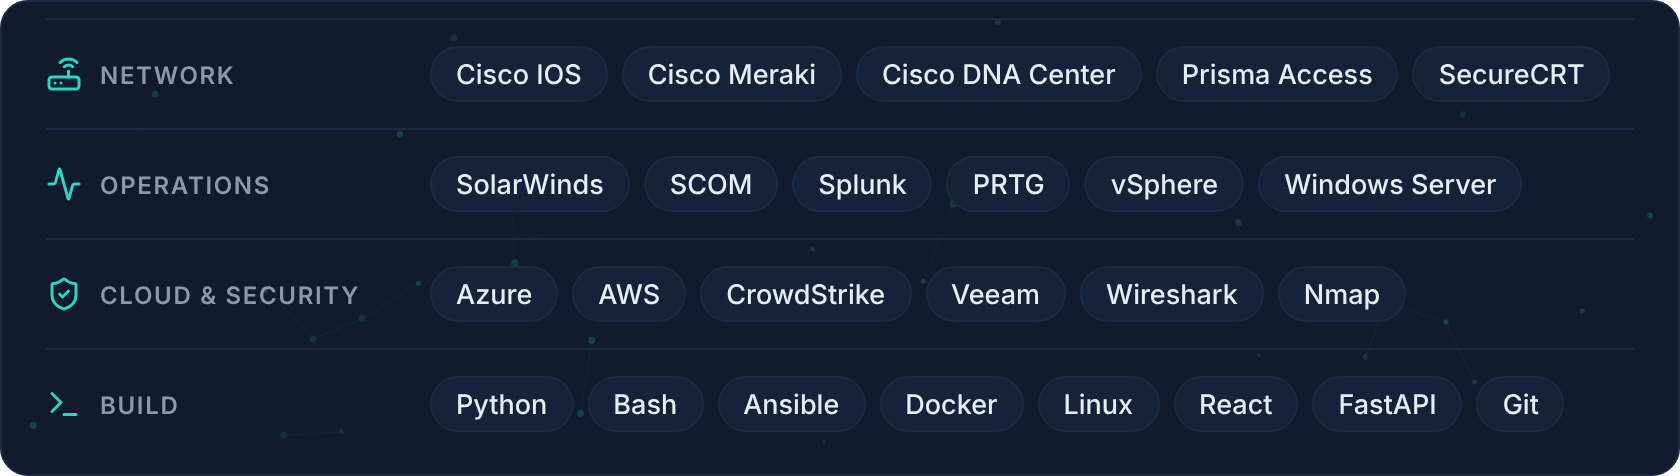 NETWORK Cisco IOS Cisco Meraki Cisco DNA Center Prisma Access SecureCRT
OPERATIONS SolarWinds SCOM Splunk PRTG vSphere Windows Server
CLOUD & SECURITY Azure AWS CrowdStrike Veeam Wireshark Nmap
BUILD Python Bash Ansible Docker Linux React FastAPI Git